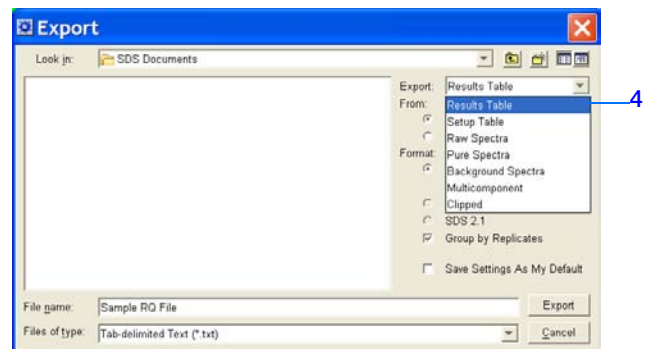 Export
Look in: SDS Documents
Export: Results Table
From: Results Table
4
Setup Table
Raw Spectra
Format: Pure Spectra
Background Spectra
Multicomponent
Clipped
SDS 2.1
Group by Replicates
Save Settings As My Default
File name: Sample RQ File Export
Files of type: Tab-delimited Text (*.txt) Cancel